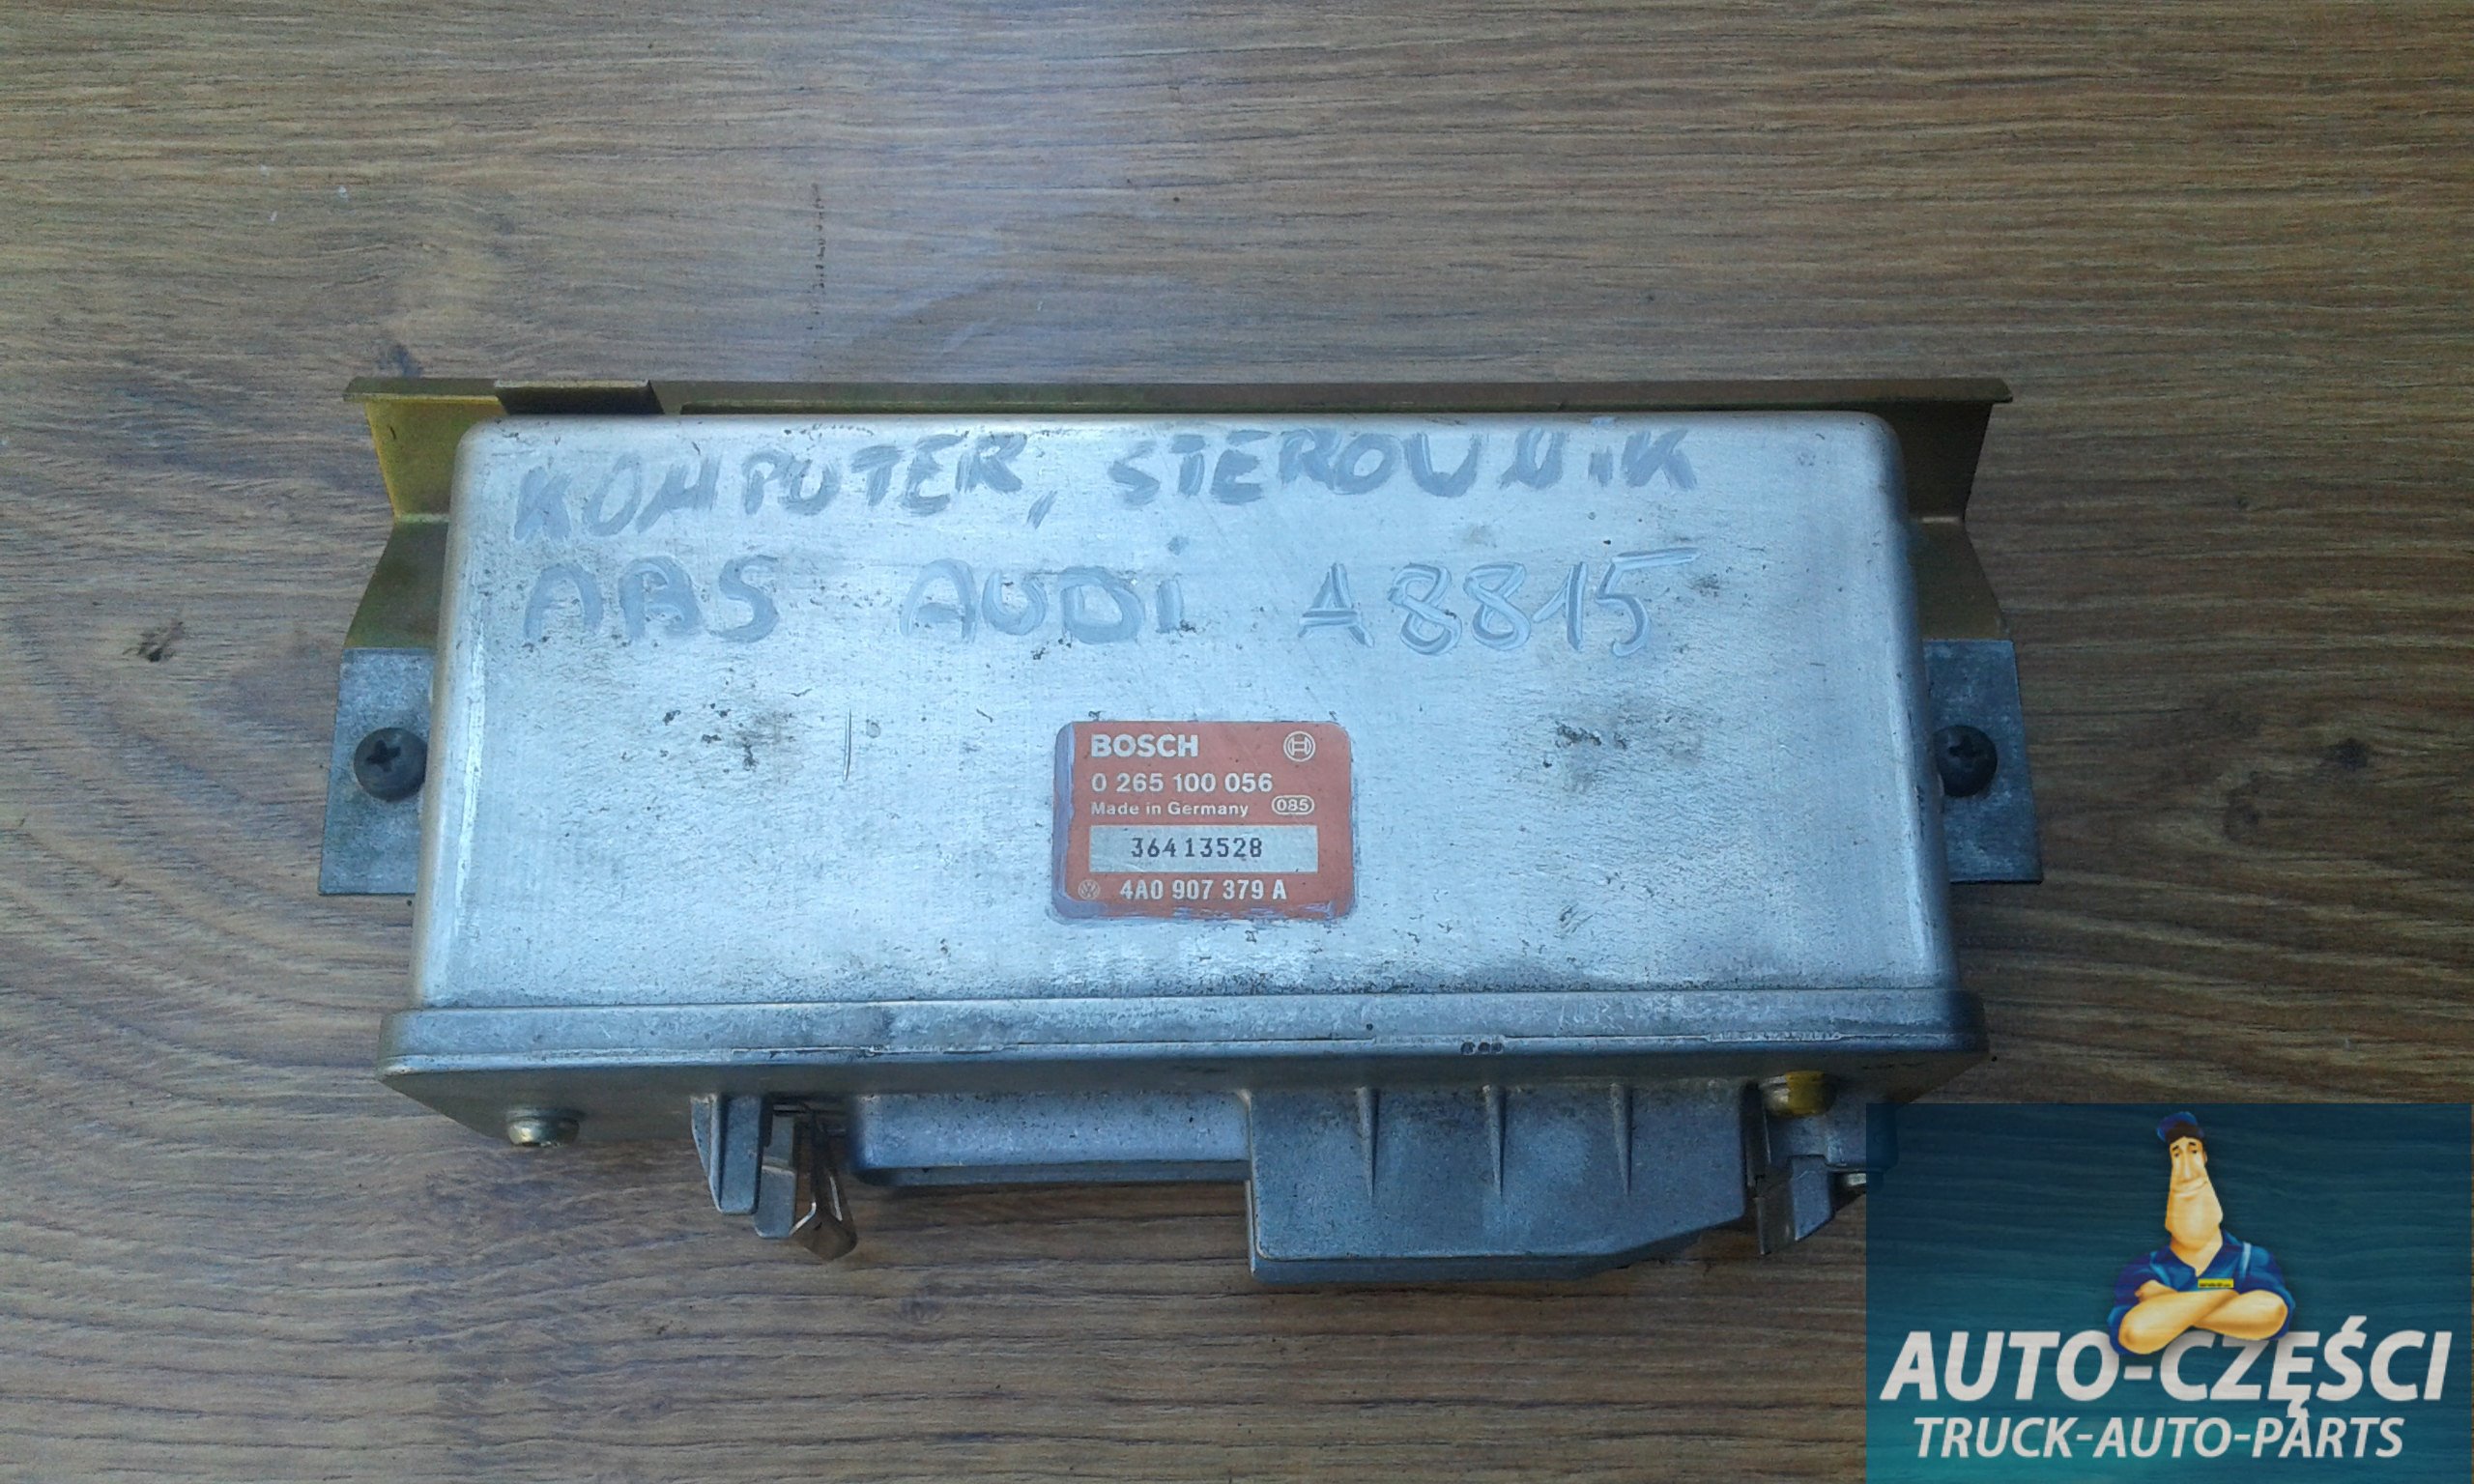 KOMPUTER, STEROWNIK
ABS AUDI A8815
BOSCH
0 265 100 056
Made in Germany 085
36413528
4A0 907 379 A
AUTO-CZĘŚCI
TRUCK-AUTO-PARTS